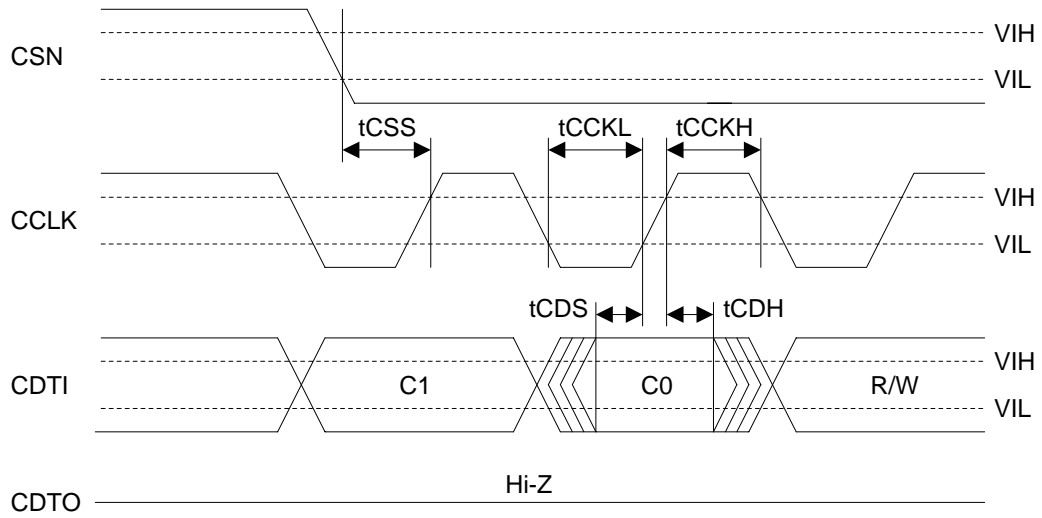 CSN
VIH
VIL
tCSS
tCCKL
tCCKH
CCLK
VIH
VIL
tCDS
tCDH
CDTI
C1
C0
R/W
VIH
VIL
CDTO
Hi-Z